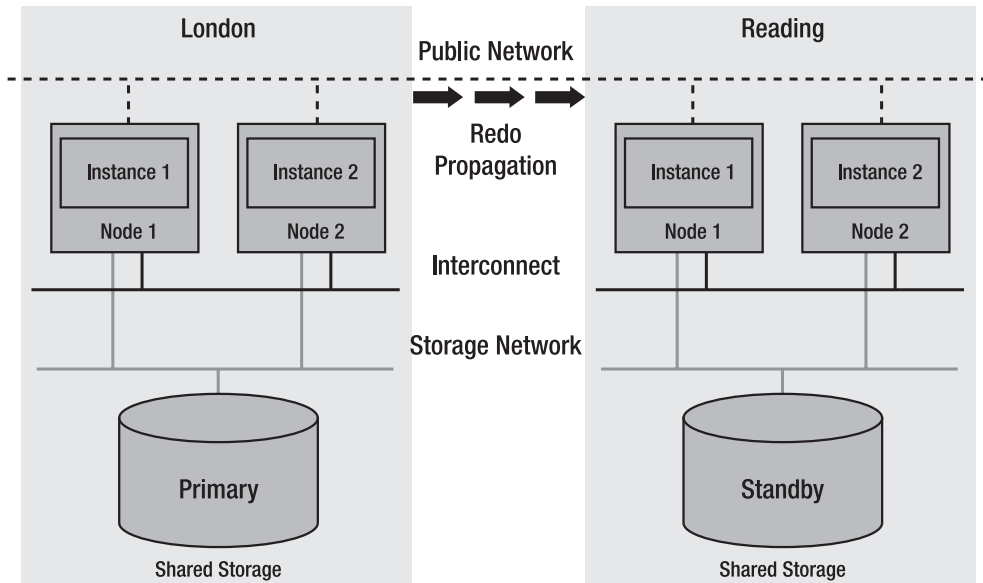 London
Reading
Public Network
Redo
Propagation
Instance 1
Instance 2
Instance 1
Instance 2
Node 1
Node 2
Node 1
Node 2
Interconnect
Storage Network
Primary
Standby
Shared Storage
Shared Storage